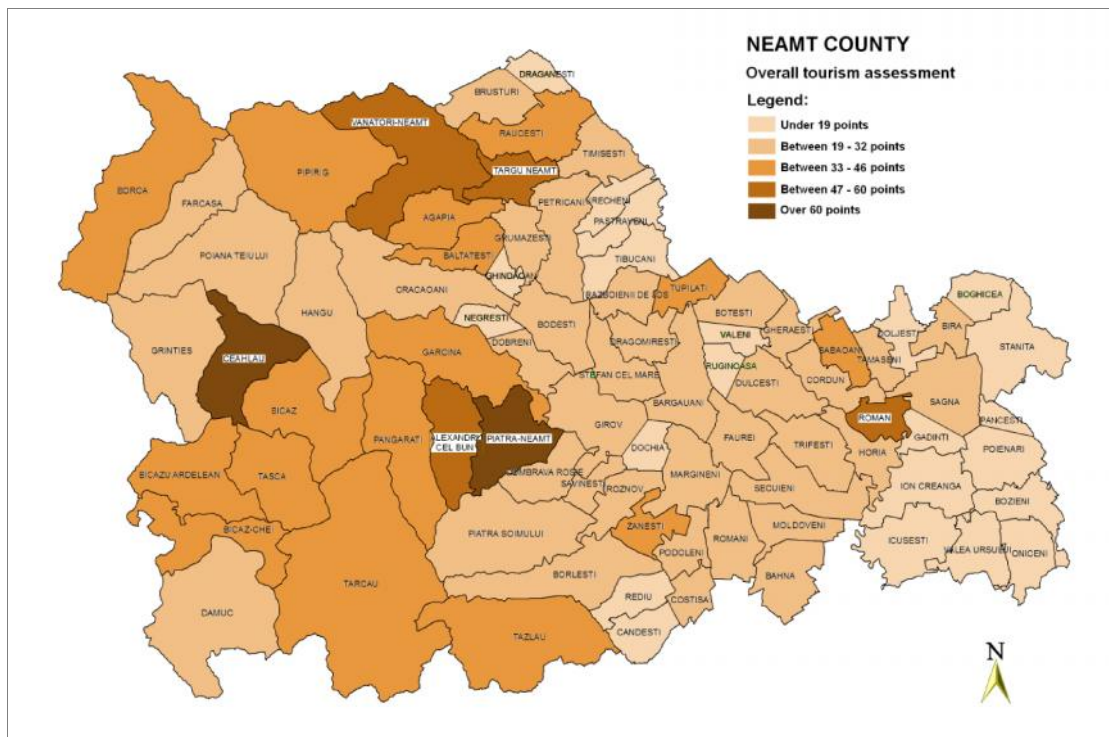 NEAMT COUNTY
Overall tourism assessment
Legend:
Under 19 points
Between 19 - 32 points
Between 33 - 46 points
Between 47 - 60 points
Over 60 points
DRAGANESTI
BRUSTURI
VANATORI-NEAMT
RAUCESTI
TIMISESTI
TARGU NEAMT
PIPIRIG
BORCA
FARCASA
PETRICANI
URECHENI
PASTRAVENI
AGAPIA
GRUMAZESTI
BALTATESTI
TIBUCANI
POIANA TEIULUI
GHINDAOAN
CRACAOANI
RAZBOIENII DE JOS
TUPILATI
BOTESTI
BOGHICEA
HANGU
NEGRESTI
BODESTI
VALENI
GHERAESTI
DOLJESTI
BIRA
STANITA
GRINTIES
CEAHLAU
GARCINA
DOBRENI
DRAGOMIRESTI
SABAOANI
TAMASENI
RUGINOASA
STEFAN CEL MARE
DULCESTI
CORDUN
BICAZ
BARGAUANI
SAGNA
PANGARATI
ALEXANDRU
CEL BUN
PIATRA-NEAMT
GIROV
ROMAN
PANCESTI
FAUREI
GADINTI
DOCHIA
TRIFESTI
POIENARI
HORIA
BICAZU ARDELEAN
TASCA
DUMBRAVA ROSIE
SAVINESTI
ROZNOV
MARGINENI
SECUIENI
ION CREANGA
BOZIENI
BICAZ-CHEI
ZANESTI
MOLDOVENI
PIATRA SOIMULUI
PODOLENI
ROMANI
ICUSESTI
VALEA URSULUI
ONICENI
TARCAU
BORLESTI
BAHNA
REDIU
COSTISA
DAMUC
TAZLAU
CANDESTI
N